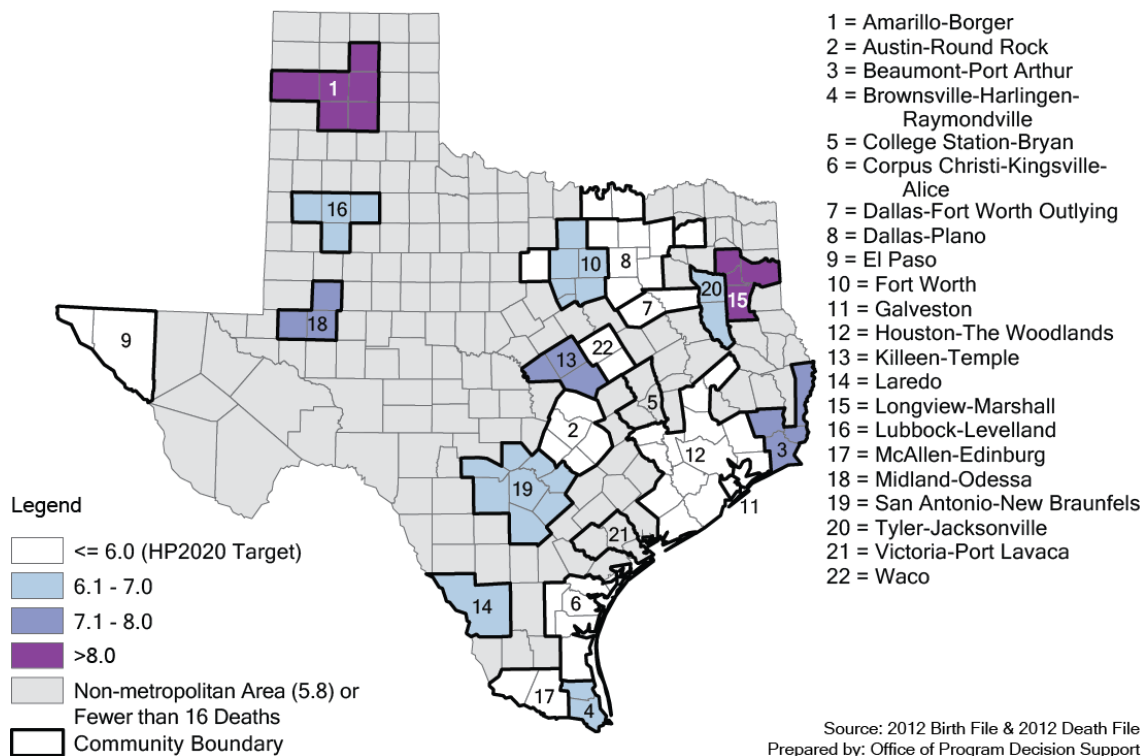 1 = Amarillo-Borger
2 = Austin-Round Rock
3 = Beaumont-Port Arthur
4 = Brownsville-Harlingen-
Raymondville
5 = College Station-Bryan
6 = Corpus Christi-Kingsville-
Alice
7 = Dallas-Fort Worth Outlying
8 = Dallas-Plano
9 = El Paso
10 = Fort Worth
11 = Galveston
12 = Houston-The Woodlands
13 = Killeen-Temple
14 = Laredo
15 = Longview-Marshall
16 = Lubbock-Levelland
17 = McAllen-Edinburg
18 = Midland-Odessa
19 = San Antonio-New Braunfels
20 = Tyler-Jacksonville
21 = Victoria-Port Lavaca
22 = Waco
1
16
10
8
20
15
7
18
9
22
13
5
2
12
3
19
11
21
14
6
17
4
Legend
<= 6.0 (HP2020 Target)
6.1 - 7.0
7.1 - 8.0
>8.0
Non-metropolitan Area (5.8) or
Fewer than 16 Deaths
Community Boundary
Source: 2012 Birth File & 2012 Death File
Prepared by: Office of Program Decision Support